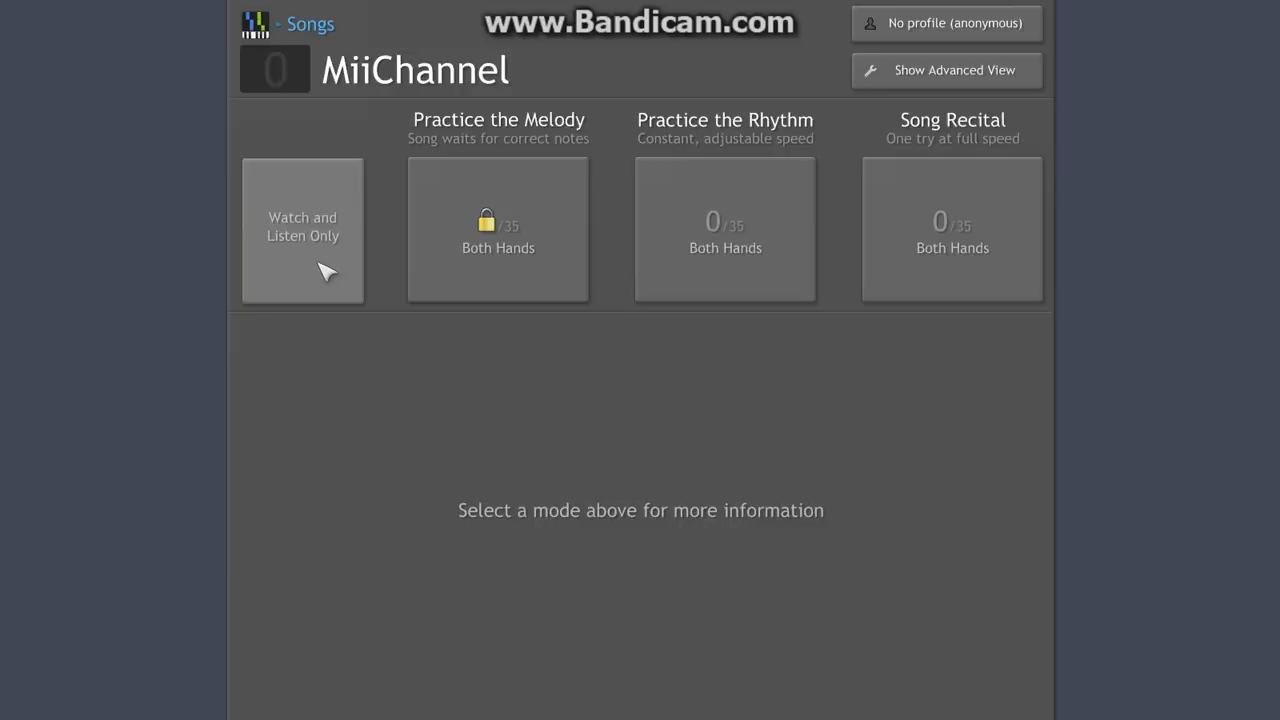 Songs
www.Bandicam.com
No profile (anonymous)
0
MiiChannel
Show Advanced View
Practice the Melody
Song waits for correct notes
Practice the Rhythm
Constant, adjustable speed
Song Recital
One try at full speed
Watch and
Listen Only
/35
Both Hands
0/35
Both Hands
0/35
Both Hands
Select a mode above for more information